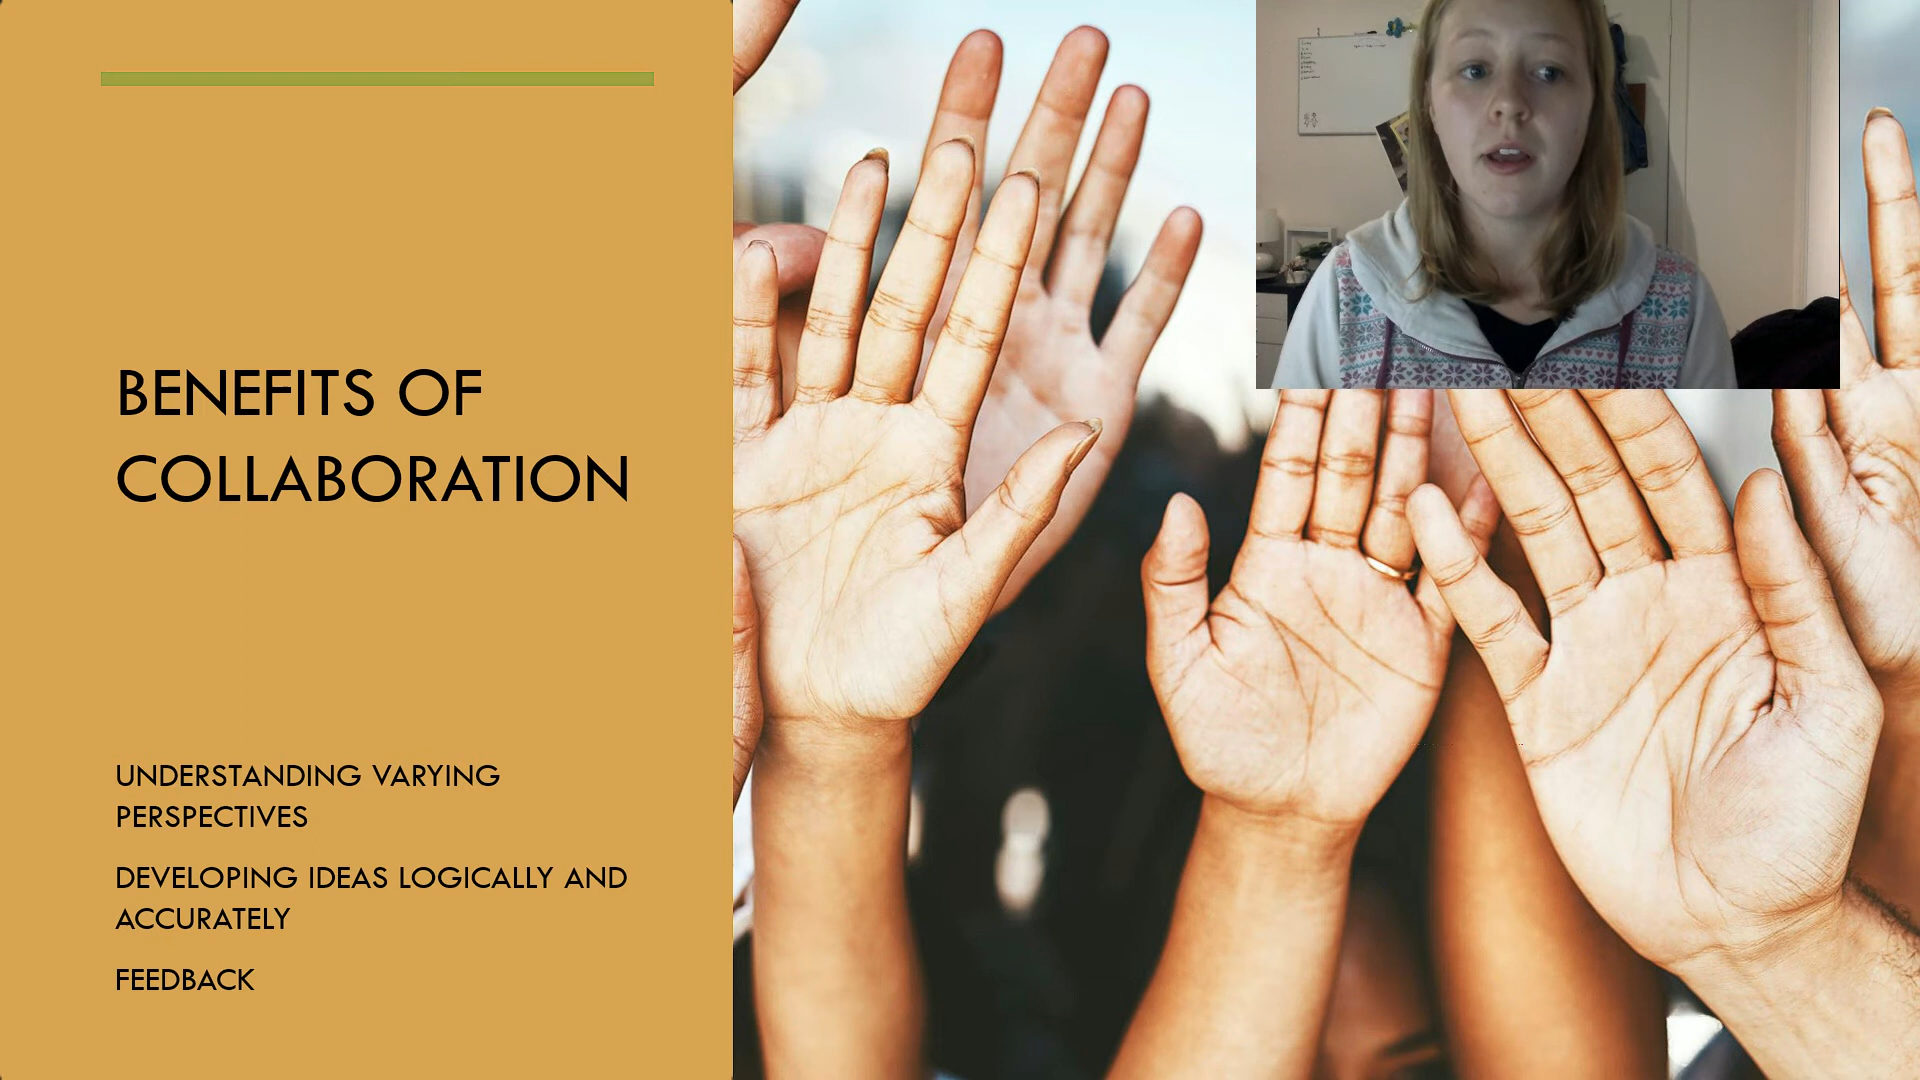 BENEFITS OF
COLLABORATION
UNDERSTANDING VARYING
PERSPECTIVES
DEVELOPING IDEAS LOGICALLY AND
ACCURATELY
FEEDBACK